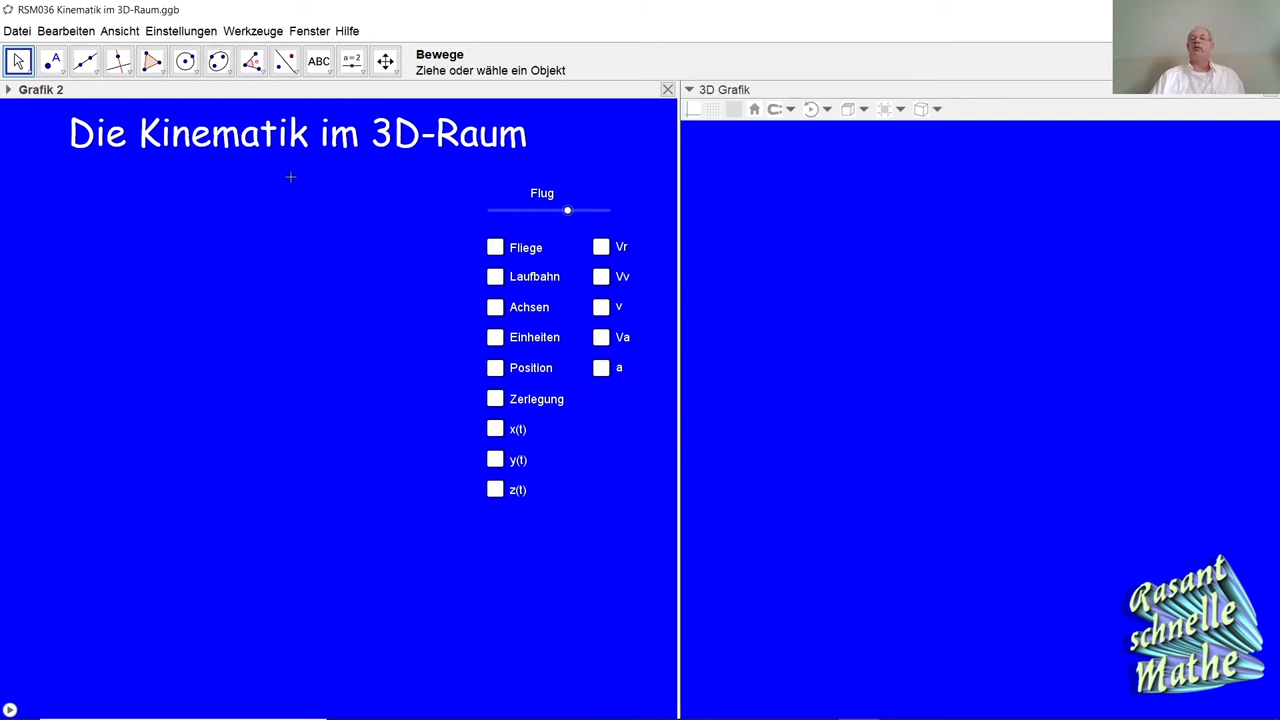 RSM036 Kinematik im 3D-Raum.ggb
Datei Bearbeiten Ansicht Einstellungen Werkzeuge Fenster Hilfe
A
ABC
a=2
Bewege
Ziehe oder wähle ein Objekt
Grafik 2
3D Grafik
Die Kinematik im 3D-Raum
Flug
Fliege
Vr
Laufbahn
Vv
Achsen
v
Einheiten
Va
Position
a
Zerlegung
x(t)
y(t)
z(t)
Rasant
schnelle
Mathe